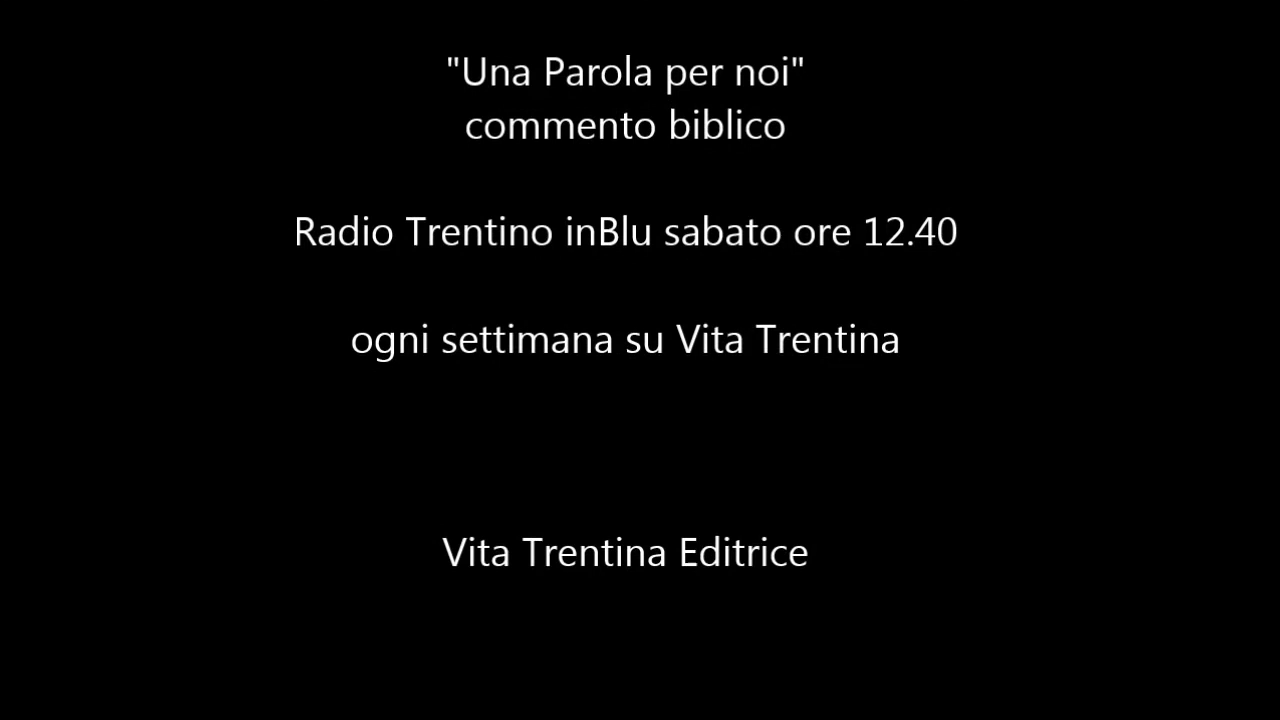 "Una Parola per noi"
commento biblico
Radio Trentino inBlu sabato ore 12.40
ogni settimana su Vita Trentina
Vita Trentina Editrice